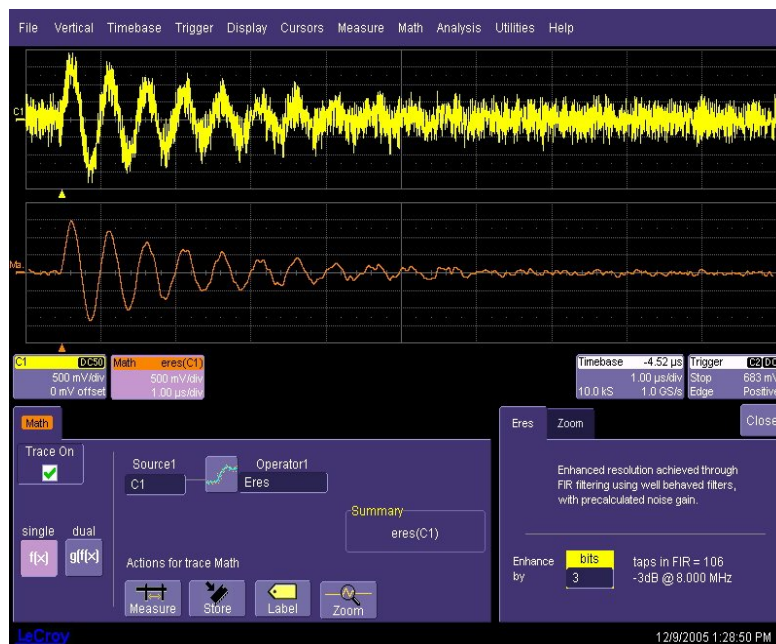 File Vertical Timebase Trigger Display Cursors Measure Math Analysis Utilities Help
C1
Ma
C1 DC50
500 mV/div
0 mV offset
Math eres(C1)
500 mV/div
1.00 µs/div
Timebase -4.52 µs
1.00 µs/div
10.0 kS 1.0 GS/s
Trigger C2 DC
Stop 683 mV
Edge Positive
Math
Trace On
Source1
C1
Operator1
Eres
Summary
eres(C1)
single dual
f(x) g(f(x)
Actions for trace Math
Measure Store Label Zoom
Eres Zoom
Close
Enhanced resolution achieved through
FIR filtering using well behaved filters,
with precalculated noise gain.
Enhance by
bits
3
taps in FIR = 106
-3dB @ 8.000 MHz
LeCroy
12/9/2005 1:28:50 PM